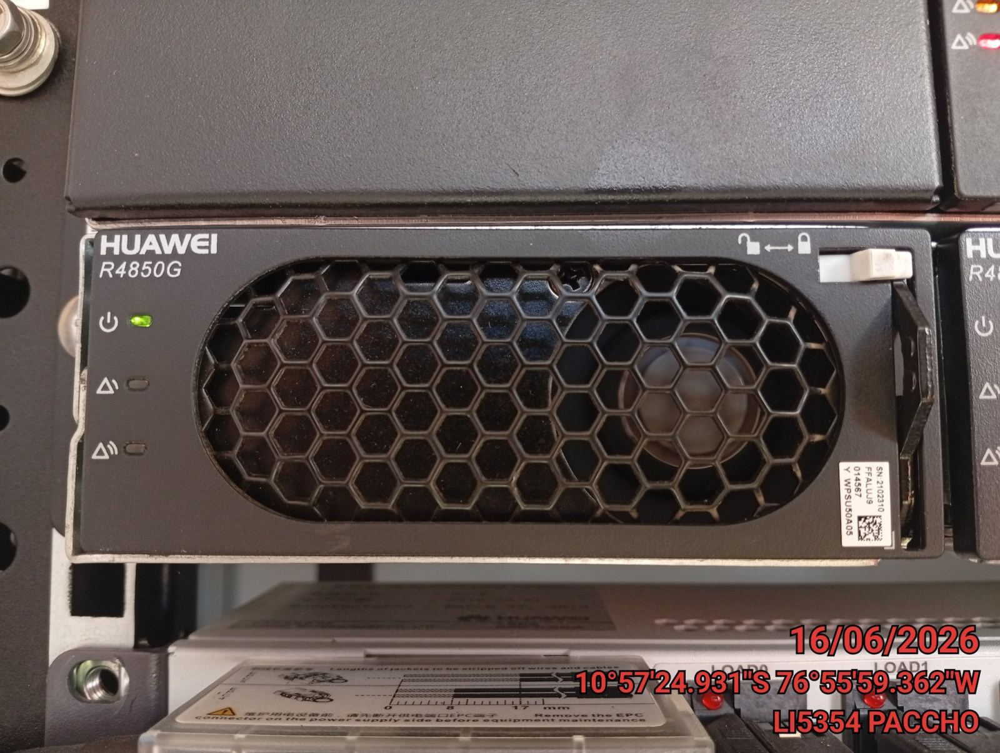 HUAWEI
R4850G
HU
R48
SN:2102310
FFALUJ9
014567
Y WPSU50A05
HUAWEI
Lengths of jackets to be stripped off wires and cables
0 8 17 mm
维护用电设备前，请先断开供电端口EPC端子
Remove the EPC
connector on the power supply side before equipment maintenance
LOAD0
LOAD1
16/06/2026
10°57'24.931"S 76°55'59.362"W
LI5354 PACCHO